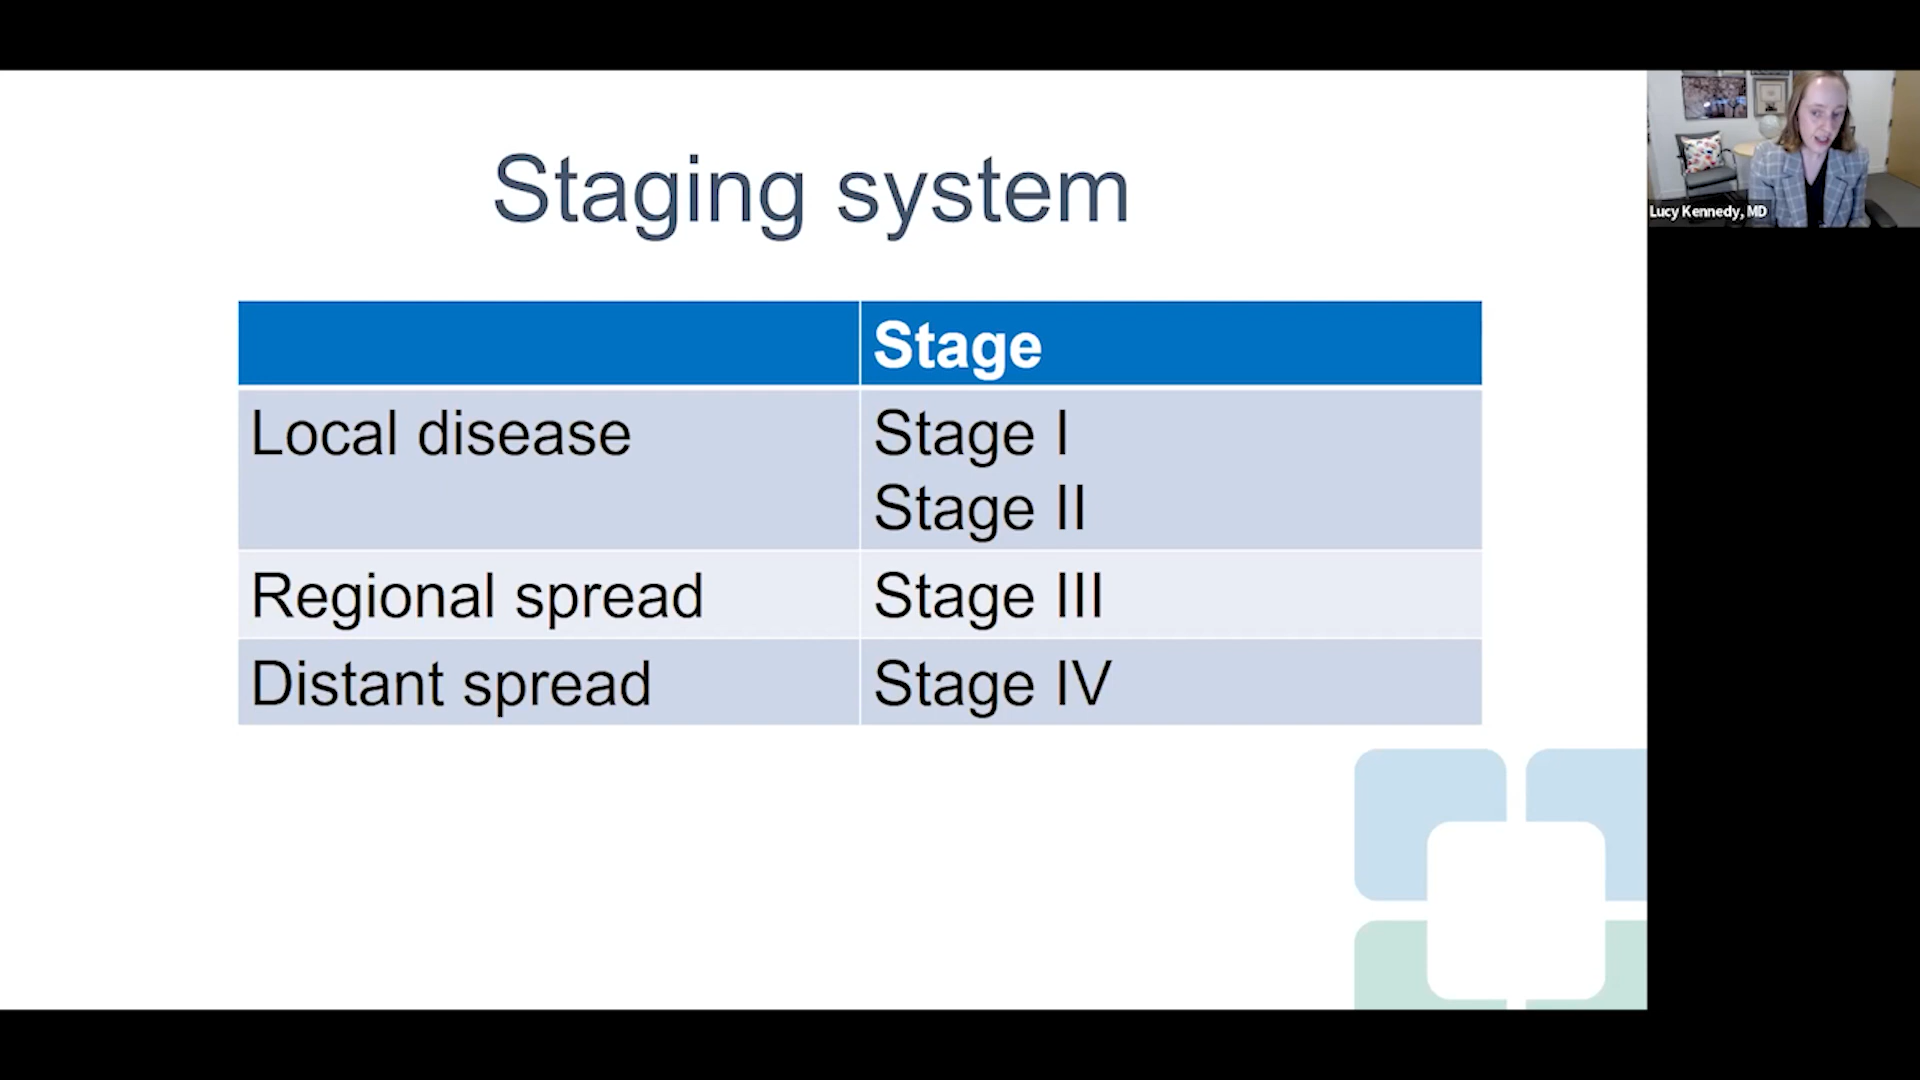 Staging system
Stage
Local disease
Stage I
Stage II
Regional spread
Stage III
Distant spread
Stage IV
Lucy Kennedy, MD